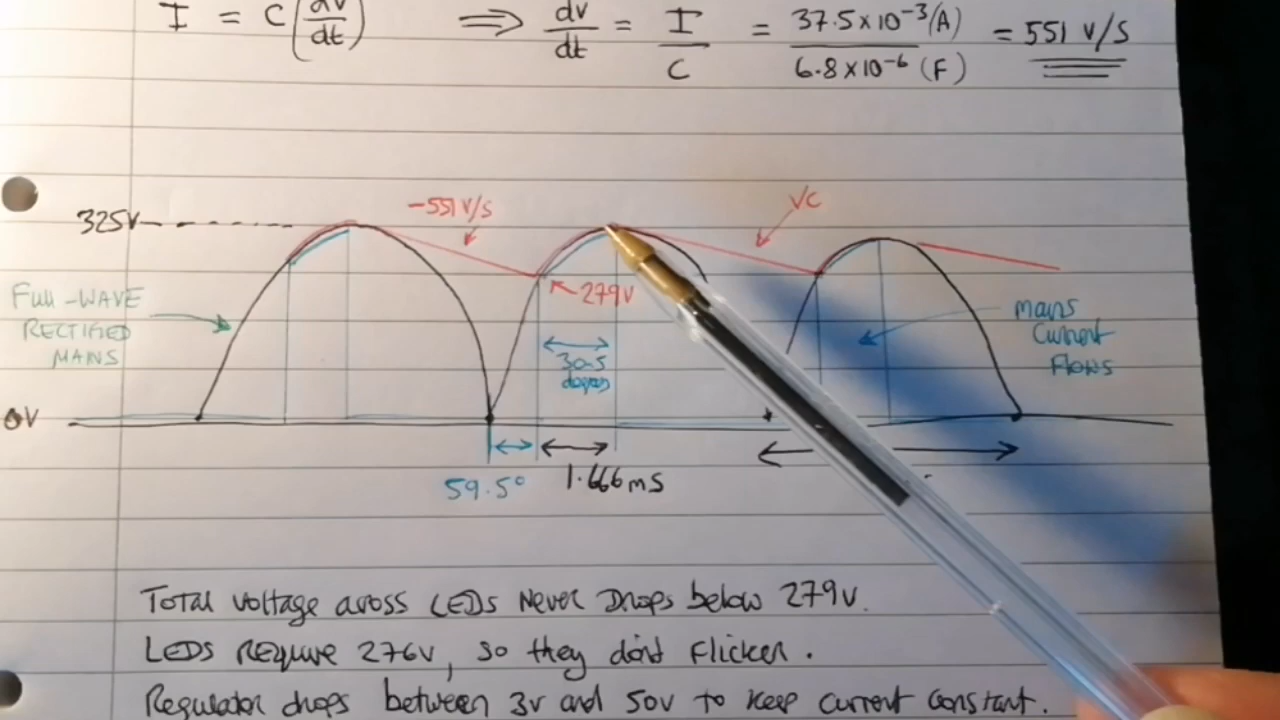 I = C(dv/dt) ⟹ dv/dt = I/C = 37.5×10⁻³(A)/6.8×10⁻⁶(F) = 551 V/S
325V
-551V/S
VC
279V
Full-WAVE
RECTIFIED
MAINS
30.5
degrees
mains
Current
Flows
0V
59.5°
1.666ms
Total voltage across LEDs Never Drops below 279V.
LEDs Require 276V, so they don't Flicker.
Regulator drops between 3v and 50v to keep current constant.